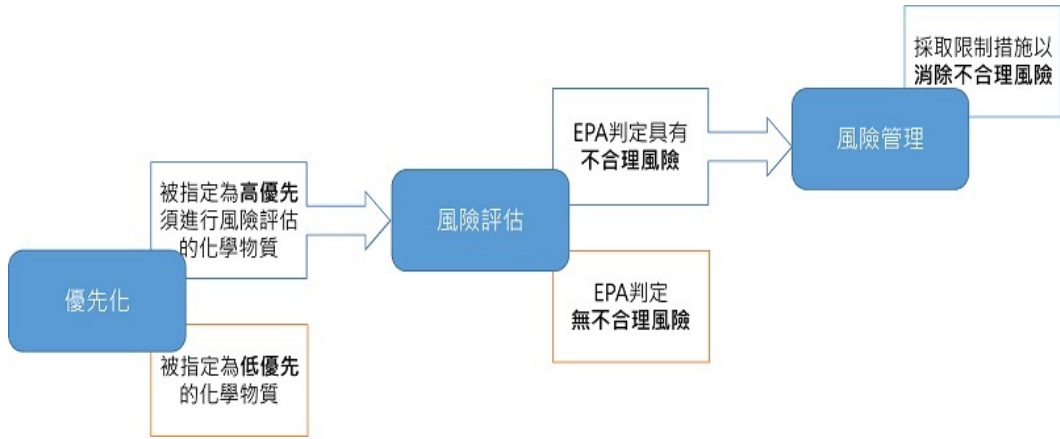 優先化
被指定為高優先
須進行風險評估
的化學物質
被指定為低優先
的化學物質
風險評估
EPA判定具有
不合理風險
EPA判定
無不合理風險
風險管理
採取限制措施以
消除不合理風險